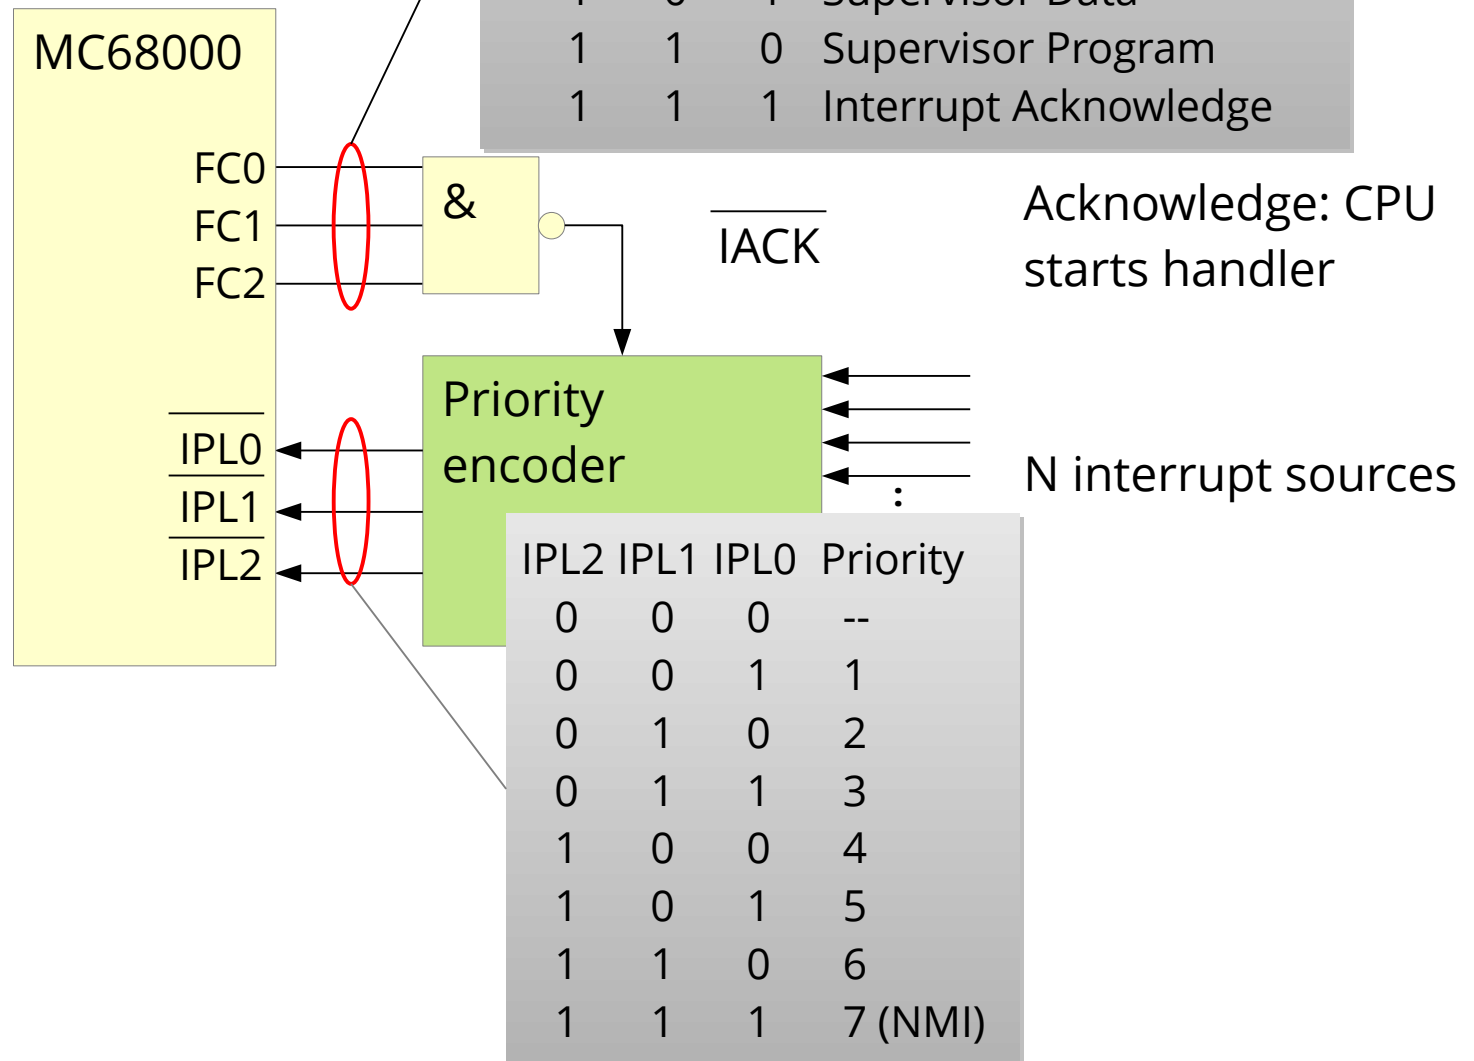 1 0 1 Supervisor Data
1 1 0 Supervisor Program
1 1 1 Interrupt Acknowledge
MC68000
FC0
FC1
FC2
&
IACK
Acknowledge: CPU
starts handler
IPL0
IPL1
IPL2
Priority
encoder
N interrupt sources
:
IPL2 IPL1 IPL0 Priority
0 0 0 --
0 0 1 1
0 1 0 2
0 1 1 3
1 0 0 4
1 0 1 5
1 1 0 6
1 1 1 7 (NMI)